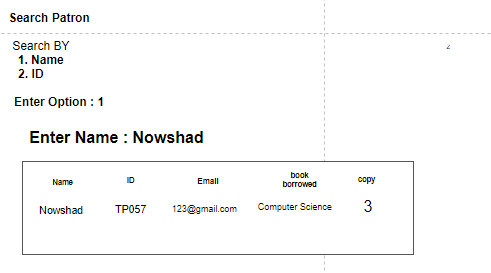 Search Patron
Search BY
1. Name
2. ID
Enter Option : 1
Enter Name : Nowshad
Name ID Email book borrowed copy
Nowshad TP057 123@gmail.com Computer Science 3